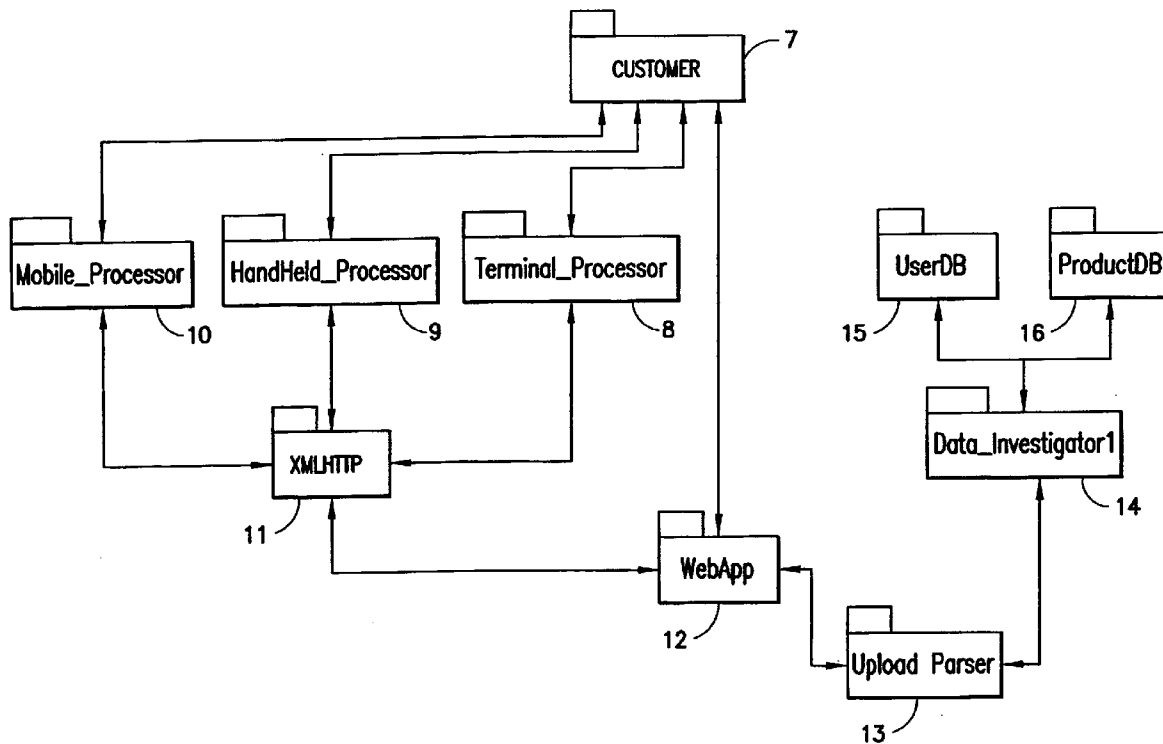 7
CUSTOMER
Mobile_Processor
HandHeld_Processor
Terminal_Processor
UserDB
ProductDB
10
9
8
15
16
XMLHTTP
Data_Investigator1
11
14
WebApp
12
Upload Parser
13